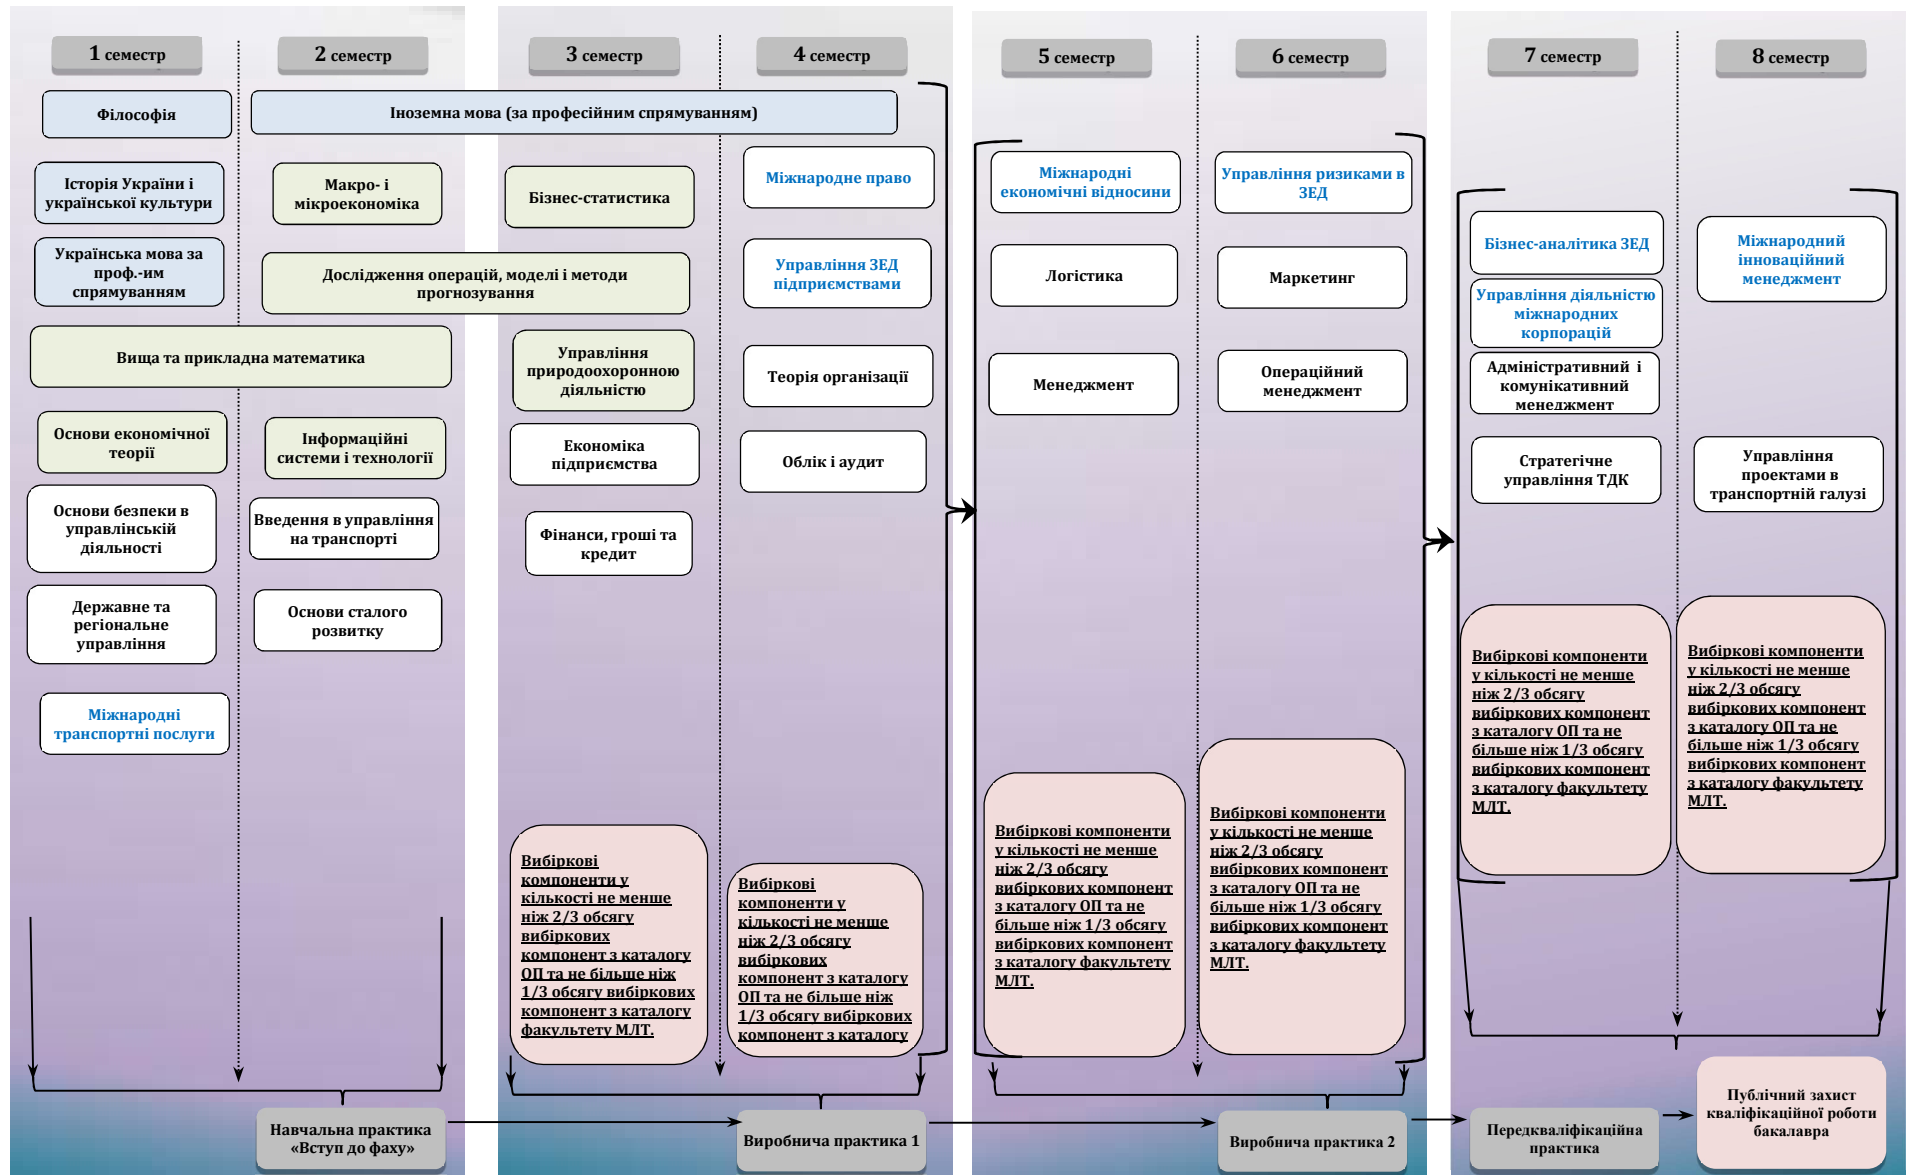 1 семестр
Філософія
Історія України і
української культури
Українська мова за
проф.-им
спрямуванням
Вища та прикладна математика
Основи економічної
теорії
Основи безпеки в
управлінській
діяльності
Державне та
регіональне
управління
Міжнародні
транспортні послуги
2 семестр
Іноземна мова (за професійним спрямуванням)
Макро- і
мікроекономіка
Дослідження операцій, моделі і методи
прогнозування
Інформаційні
системи і технології
Введення в управління
на транспорті
Основи сталого
розвитку
Навчальна практика
«Вступ до фаху»
3 семестр
Бізнес-статистика
Управління
природоохоронною
діяльністю
Економіка
підприємства
Фінанси, гроші та
кредит
Вибіркові
компоненти у
кількості не менше
ніж 2/3 обсягу
вибіркових
компонент з каталогу
ОП та не більше ніж
1/3 обсягу вибіркових
компонент з каталогу
факультету МЛТ.
4 семестр
Міжнародне право
Управління ЗЕД
підприємствами
Теорія організації
Облік і аудит
Вибіркові
компоненти у
кількості не менше
ніж 2/3 обсягу
вибіркових
компонент з каталогу
ОП та не більше ніж
1/3 обсягу вибіркових
компонент з каталогу
Виробнича практика 1
5 семестр
Міжнародні
економічні відносини
Логістика
Менеджмент
Вибіркові компоненти
у кількості не менше
ніж 2/3 обсягу
вибіркових компонент
з каталогу ОП та не
більше ніж 1/3 обсягу
вибіркових компонент
з каталогу факультету
МЛТ.
6 семестр
Управління ризиками в
ЗЕД
Маркетинг
Операційний
менеджмент
Вибіркові компоненти
у кількості не менше
ніж 2/3 обсягу
вибіркових компонент
з каталогу ОП та не
більше ніж 1/3 обсягу
вибіркових компонент
з каталогу факультету
МЛТ.
Виробнича практика 2
7 семестр
Бізнес-аналітика ЗЕД
Управління діяльністю
міжнародних
корпорацій
Адміністративний і
комунікативний
менеджмент
Стратегічне
управління ТДК
Вибіркові компоненти
у кількості не менше
ніж 2/3 обсягу
вибіркових компонент
з каталогу ОП та не
більше ніж 1/3 обсягу
вибіркових компонент
з каталогу факультету
МЛТ.
Передкваліфікаційна
практика
8 семестр
Міжнародний
інноваційний
менеджмент
Управління
проектами в
транспортній галузі
Вибіркові компоненти
у кількості не менше
ніж 2/3 обсягу
вибіркових компонент
з каталогу ОП та не
більше ніж 1/3 обсягу
вибіркових компонент
з каталогу факультету
МЛТ.
Публічний захист
кваліфікаційної роботи
бакалавра